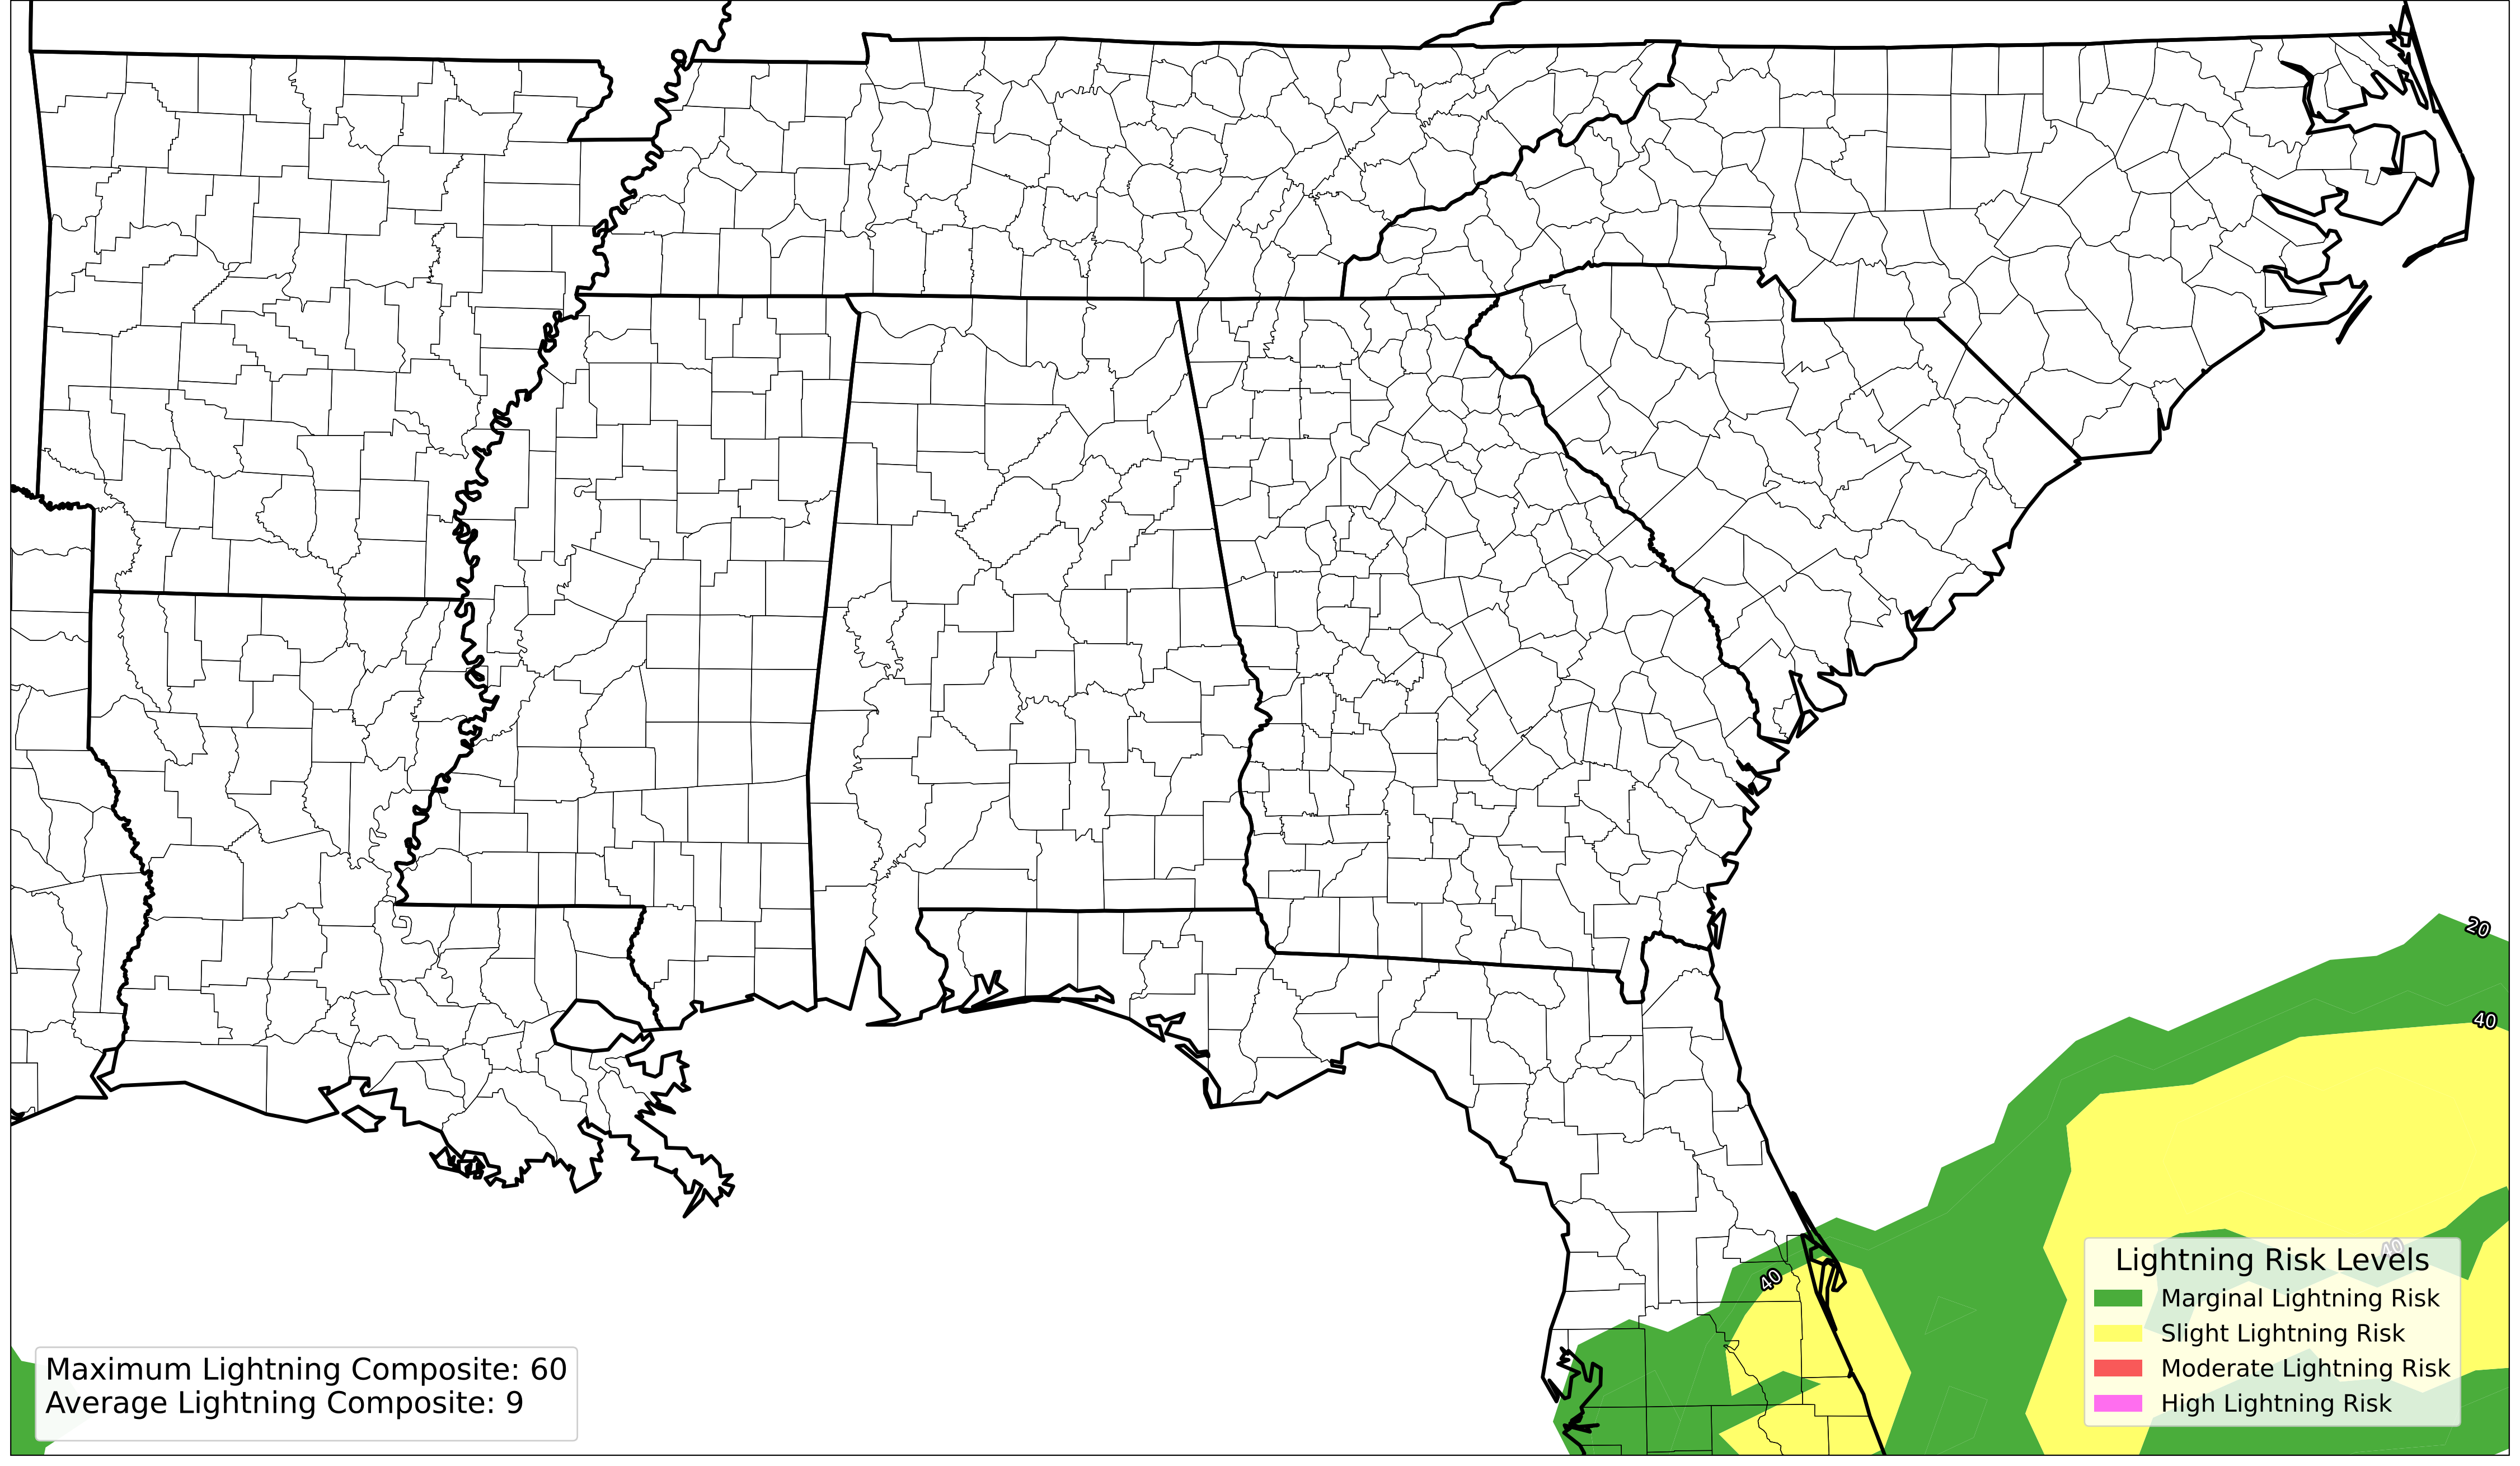 20
40
40
40
Lightning Risk Levels
Marginal Lightning Risk
Slight Lightning Risk
Moderate Lightning Risk
High Lightning Risk
Maximum Lightning Composite: 60
Average Lightning Composite: 9